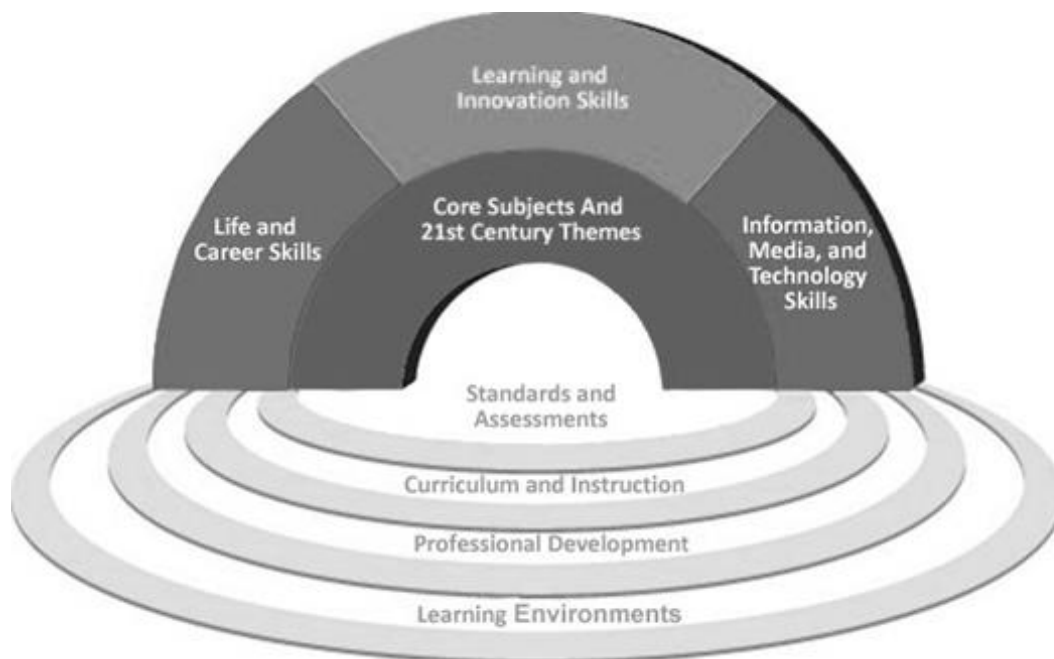 Learning and
Innovation Skills
Core Subjects And
21st Century Themes
Life and
Career Skills
Information,
Media, and
Technology
Skills
Standards and
Assessments
Curriculum and Instruction
Professional Development
Learning Environments